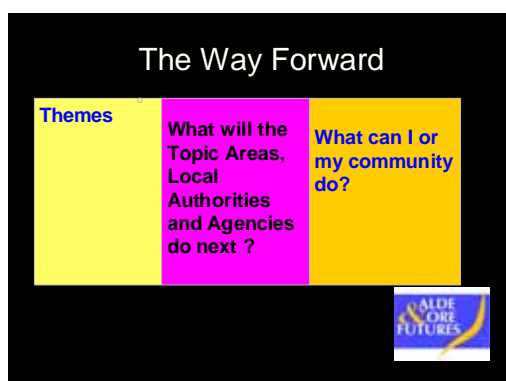 The Way Forward
Themes
What will the
Topic Areas,
Local
Authorities
and Agencies
do next ?
What can I or
my community
do?
ALDE
& ORE
FUTURES